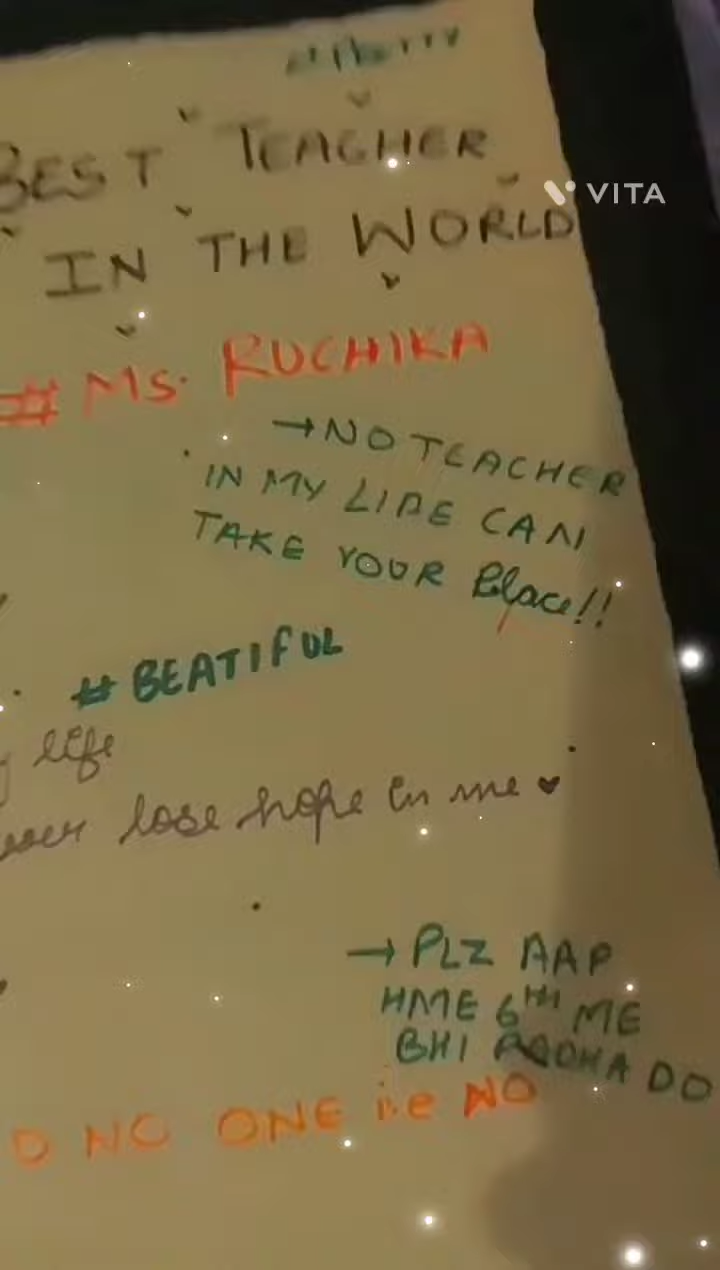 BEST TEACHER
VITA
IN THE WORLD
# MS. RUCHIKA
→ NO TEACHER
IN MY LIFE CAN
TAKE YOUR Place!!
# BEATIFUL
life
lose hope in me ♥
→ PLZ AAP
HME 6TH ME
BHI PADHA DO
NO ONE i.e NO